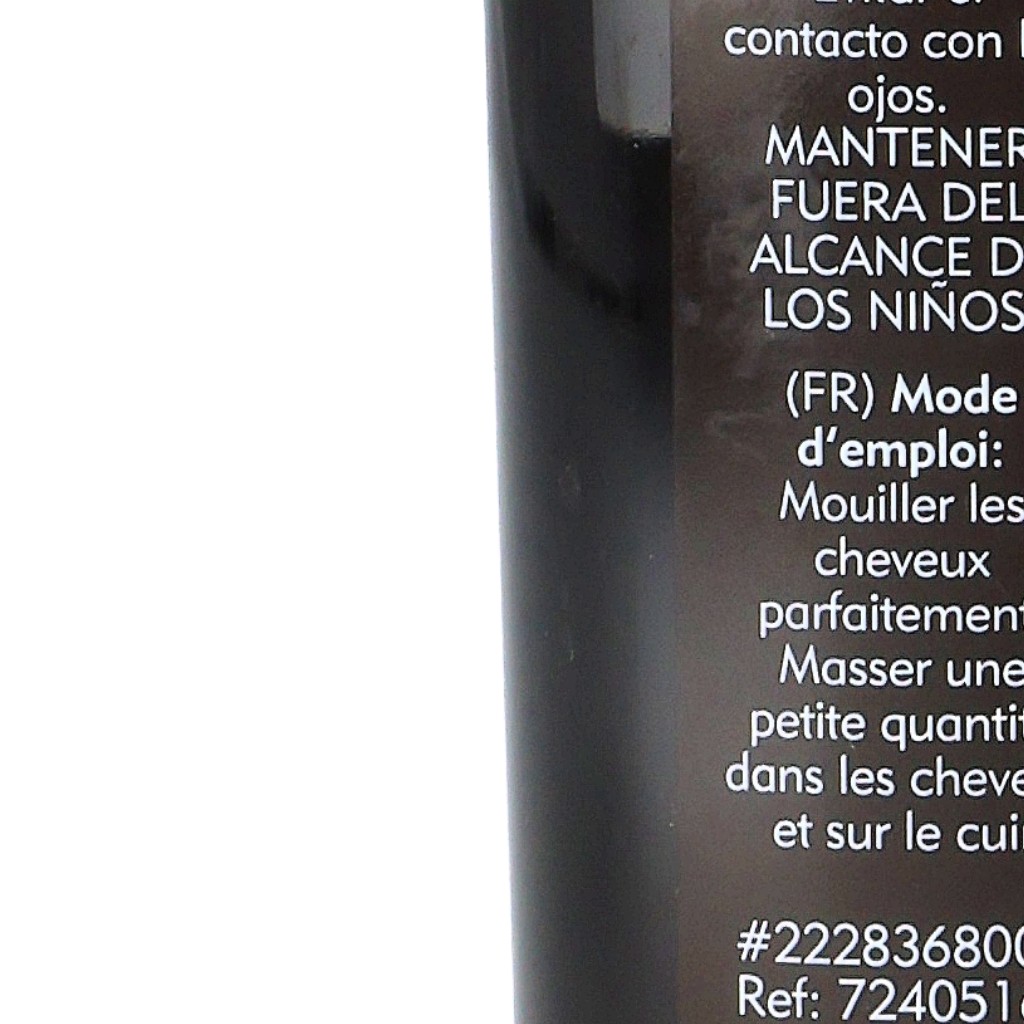 contacto con
ojos.
MANTENER
FUERA DEL
ALCANCE D
LOS NIÑOS
(FR) Mode
d'emploi:
Mouiller les
cheveux
parfaitement
Masser une
petite quantit
dans les cheve
et sur le cuir
#222836800
Ref: 724051